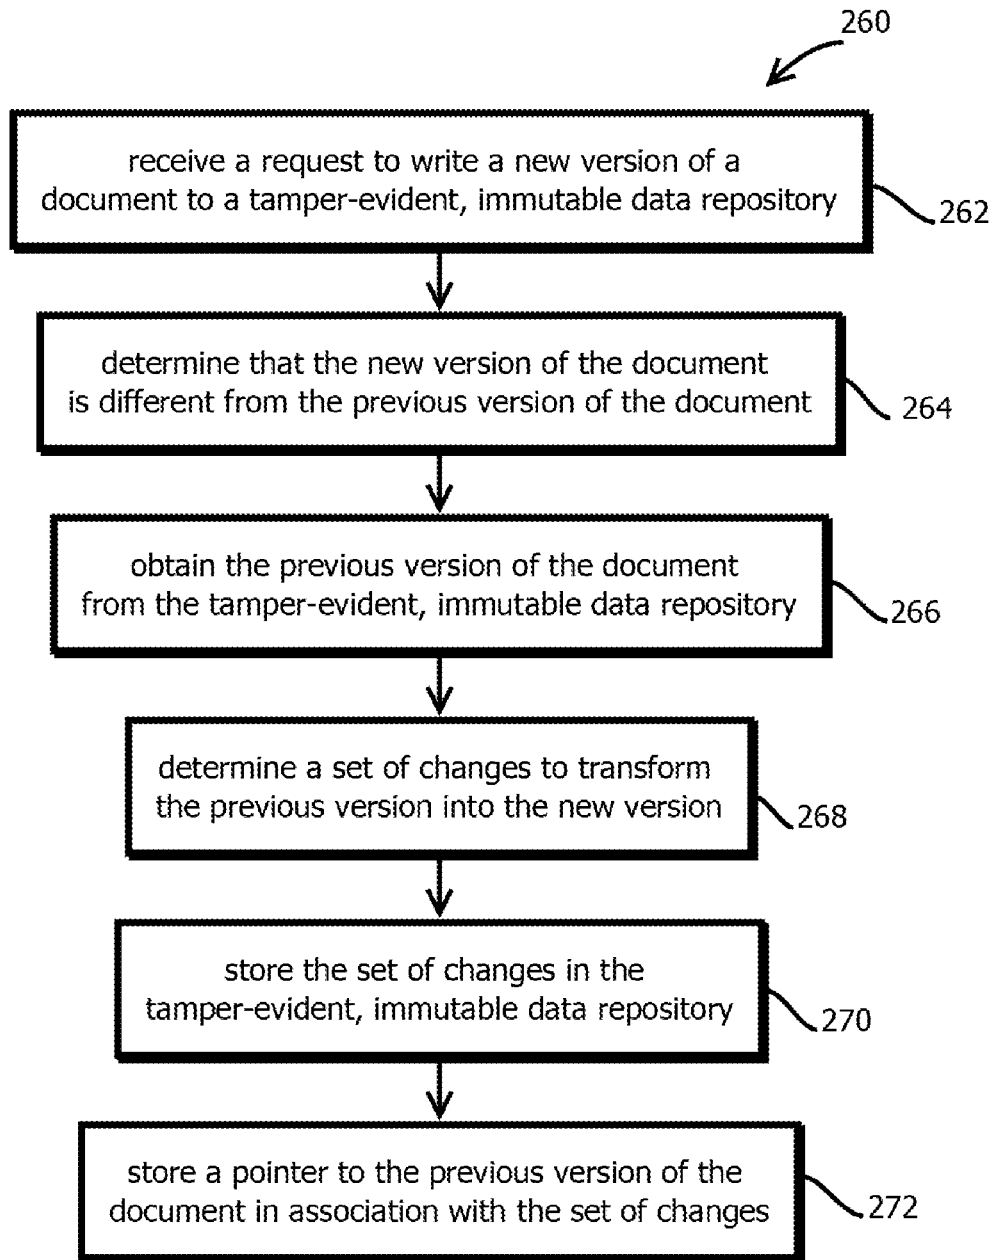 260
receive a request to write a new version of a
document to a tamper-evident, immutable data repository
262
determine that the new version of the document
is different from the previous version of the document
264
obtain the previous version of the document
from the tamper-evident, immutable data repository
266
determine a set of changes to transform
the previous version into the new version
268
store the set of changes in the
tamper-evident, immutable data repository
270
store a pointer to the previous version of the
document in association with the set of changes
272